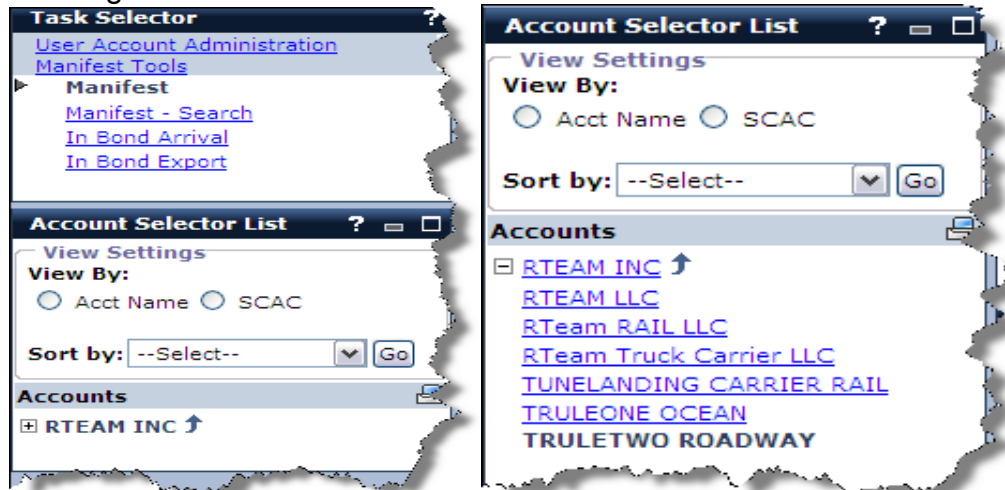 Task Selector ?
User Account Administration
Manifest Tools
Manifest
Manifest - Search
In Bond Arrival
In Bond Export
Account Selector List ?
View Settings
View By:
Acct Name SCAC
Sort by: --Select-- Go
Accounts
RTEAM INC
Account Selector List ?
View Settings
View By:
Acct Name SCAC
Sort by: --Select-- Go
Accounts
RTEAM INC
RTEAM LLC
RTeam RAIL LLC
RTeam Truck Carrier LLC
TUNELANDING CARRIER RAIL
TRULEONE OCEAN
TRULETWO ROADWAY